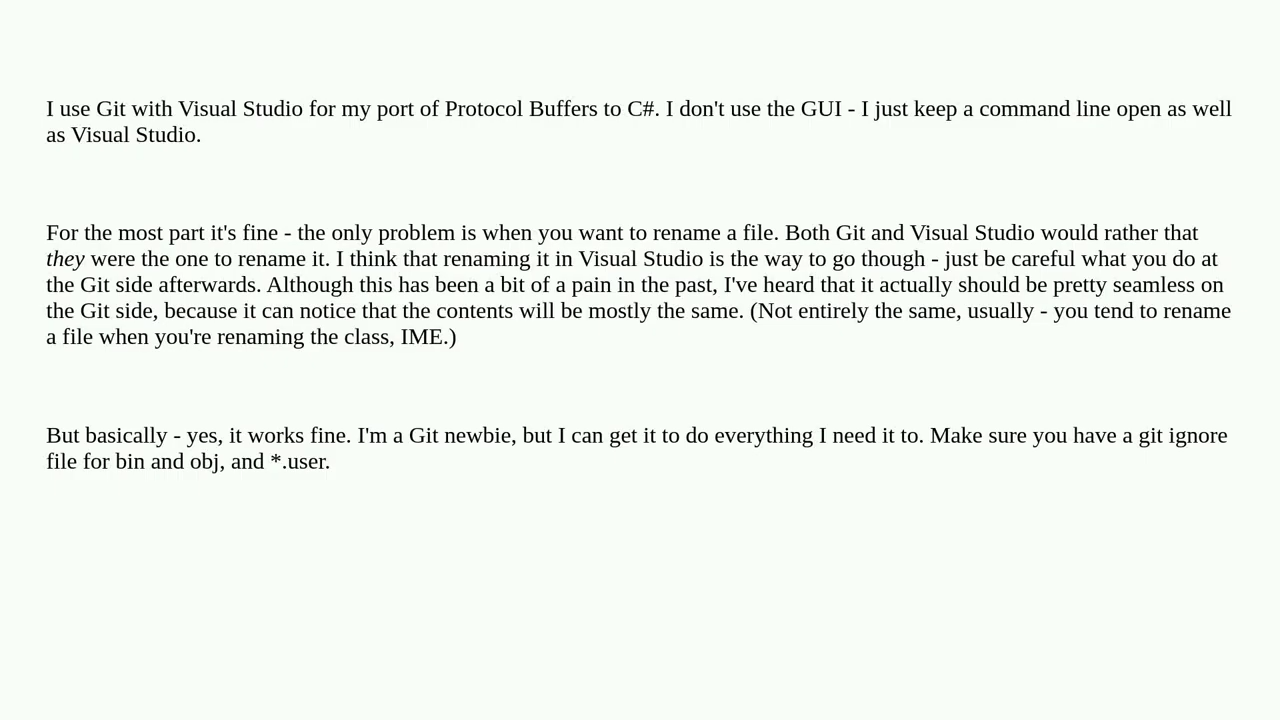 I use Git with Visual Studio for my port of Protocol Buffers to C#. I don't use the GUI - I just keep a command line open as well
as Visual Studio.
For the most part it's fine - the only problem is when you want to rename a file. Both Git and Visual Studio would rather that
they were the one to rename it. I think that renaming it in Visual Studio is the way to go though - just be careful what you do at
the Git side afterwards. Although this has been a bit of a pain in the past, I've heard that it actually should be pretty seamless on
the Git side, because it can notice that the contents will be mostly the same. (Not entirely the same, usually - you tend to rename
a file when you're renaming the class, IME.)
But basically - yes, it works fine. I'm a Git newbie, but I can get it to do everything I need it to. Make sure you have a git ignore
file for bin and obj, and *.user.